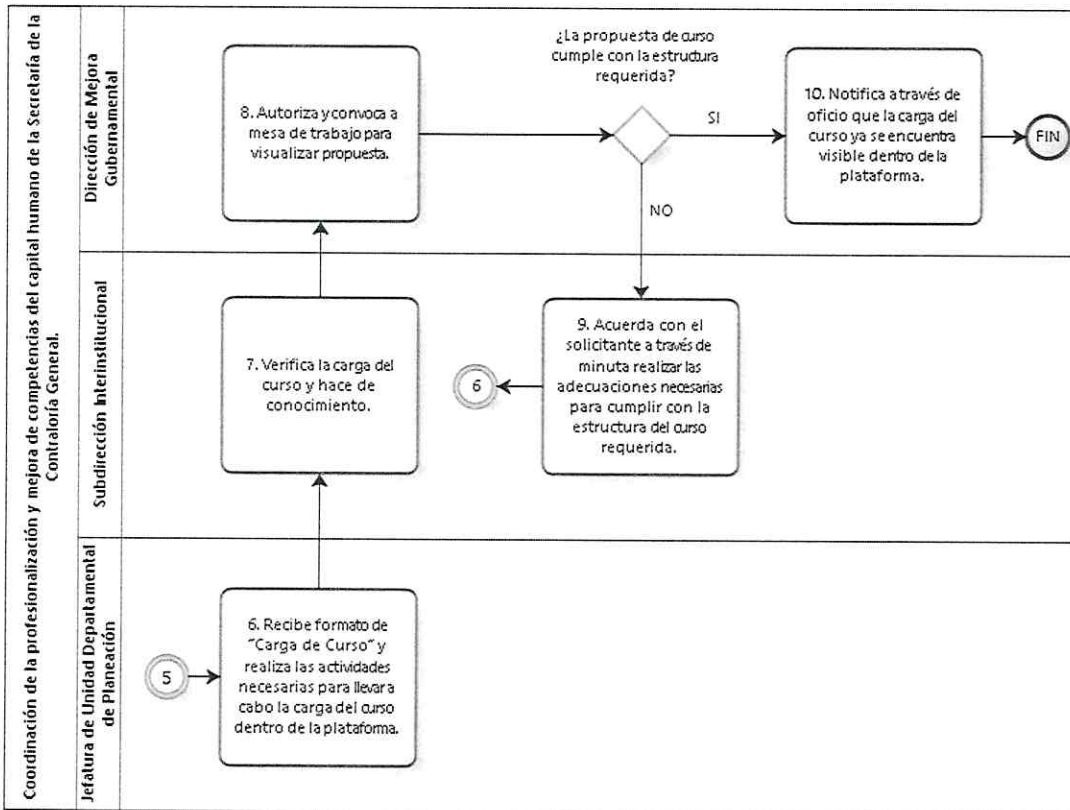 Coordinación de la profesionalización y mejora de competencias del capital humano de la Secretaría de la
Contraloría General.
Dirección de Mejora
Gubernamental
8. Autoriza y convoca a
mesa de trabajo para
visualizar propuesta.
¿La propuesta de curso
cumple con la estructura
requerida?
SI
NO
10. Notifica a través de
oficio que la carga del
curso ya se encuentra
visible dentro de la
plataforma.
FIN
Subdirección Interinstitucional
7. Verifica la carga del
curso y hace de
conocimiento.
6
9. Acuerda con el
solicitante a través de
minuta realizar las
adecuaciones necesarias
para cumplir con la
estructura del curso
requerida.
Jefatura de Unidad Departamental
de Planeación
5
6. Recibe formato de
"Carga de Curso" y
realiza las actividades
necesarias para llevar a
cabo la carga del curso
dentro de la plataforma.